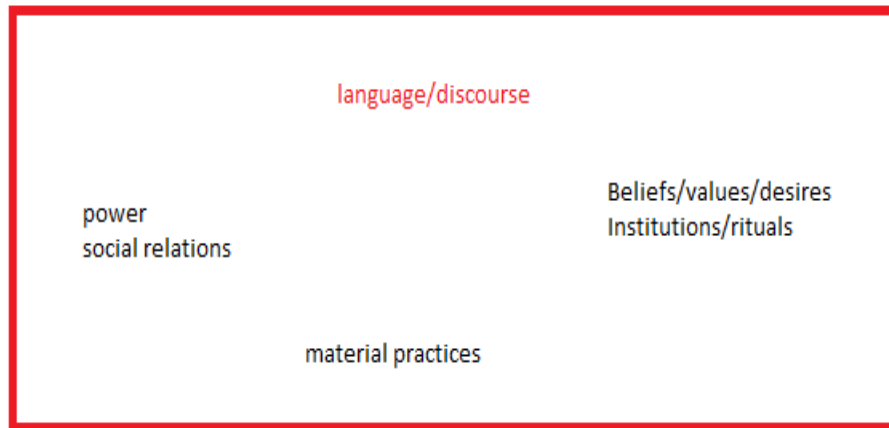 language/discourse
power
social relations
Beliefs/values/desires
Institutions/rituals
material practices